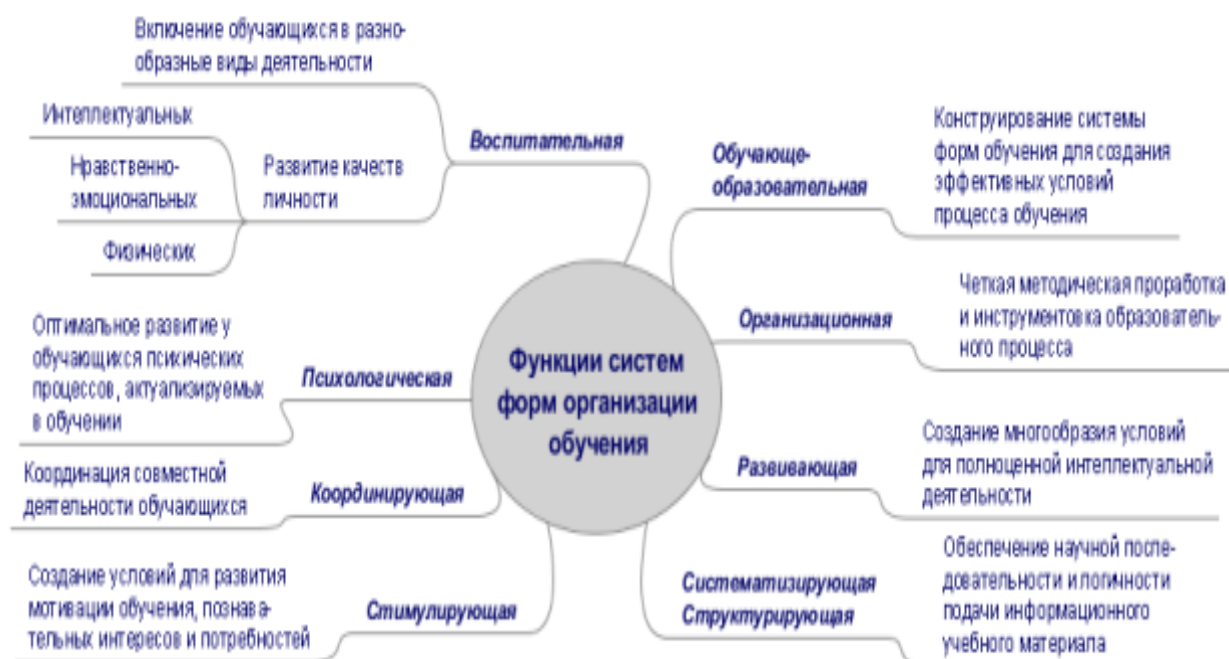 Включение обучающихся в разно-
образные виды деятельности
Интеллектуальных
Нравственно-
эмоциональных
Физических
Развитие качеств
личности
Воспитательная
Оптимальное развитие у
обучающихся психических
процессов, актуализируемых
в обучении
Психологическая
Координация совместной
деятельности обучающихся
Координирующая
Создание условий для развития
мотивации обучения, познава-
тельных интересов и потребностей
Стимулирующая
Функции систем
форм организации
обучения
Обучающе-
образовательная
Конструирование системы
форм обучения для создания
эффективных условий
процесса обучения
Организационная
Четкая методическая проработка
и инструментовка образователь-
ного процесса
Развивающая
Создание многообразия условий
для полноценной интеллектуальной
деятельности
Систематизирующая
Структурирующая
Обеспечение научной после-
довательности и логичности
подачи информационного
учебного материала